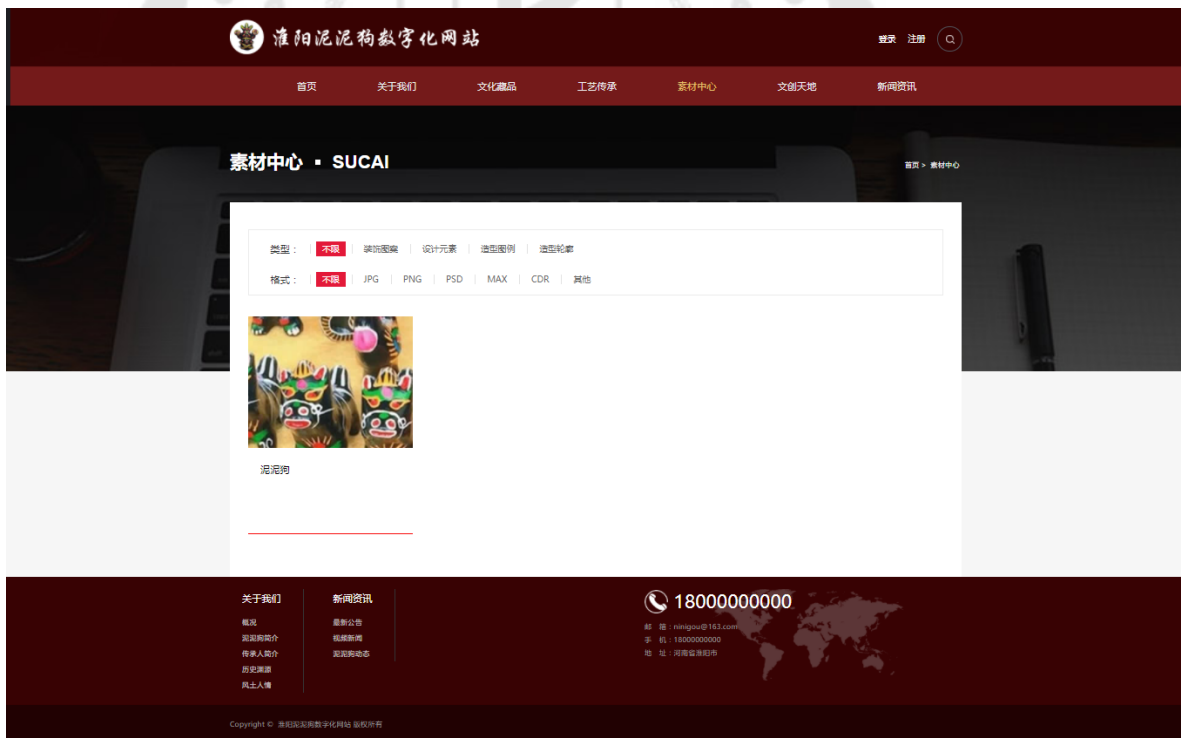 淮阳泥泥狗数字化网站
登录 注册
首页 关于我们 文化藏品 工艺传承 素材中心 文创天地 新闻资讯
素材中心 ▪ SUCAI
首页 > 素材中心
类型： 不限 装饰图案 设计元素 造型图例 造型轮廓
格式： 不限 JPG PNG PSD MAX CDR 其他
泥泥狗
关于我们
概况
泥泥狗简介
传承人简介
历史渊源
风土人情
新闻资讯
最新公告
视频新闻
泥泥狗动态
18000000000
邮 箱：ninigou@163.com
手 机：18000000000
地 址：河南省淮阳市
Copyright © 淮阳泥泥狗数字化网站 版权所有